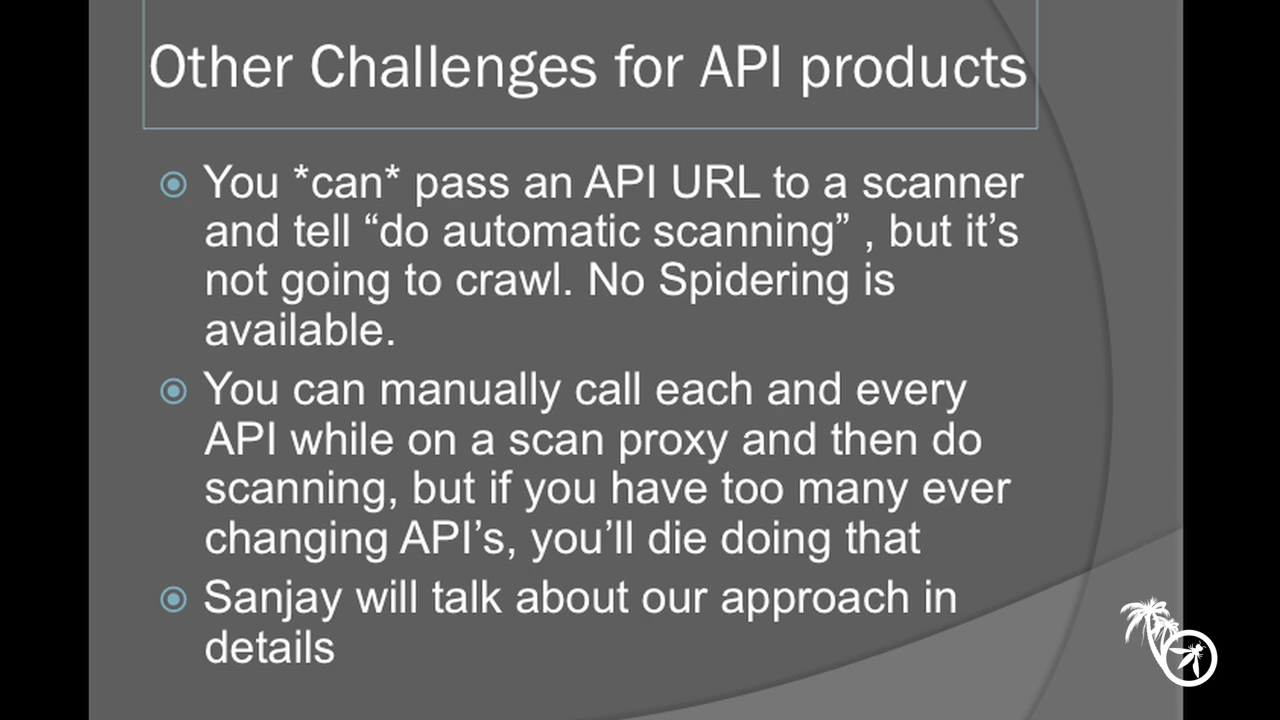 Other Challenges for API products
You *can* pass an API URL to a scanner
and tell “do automatic scanning” , but it’s
not going to crawl. No Spidering is
available.
You can manually call each and every
API while on a scan proxy and then do
scanning, but if you have too many ever
changing API’s, you’ll die doing that
Sanjay will talk about our approach in
details